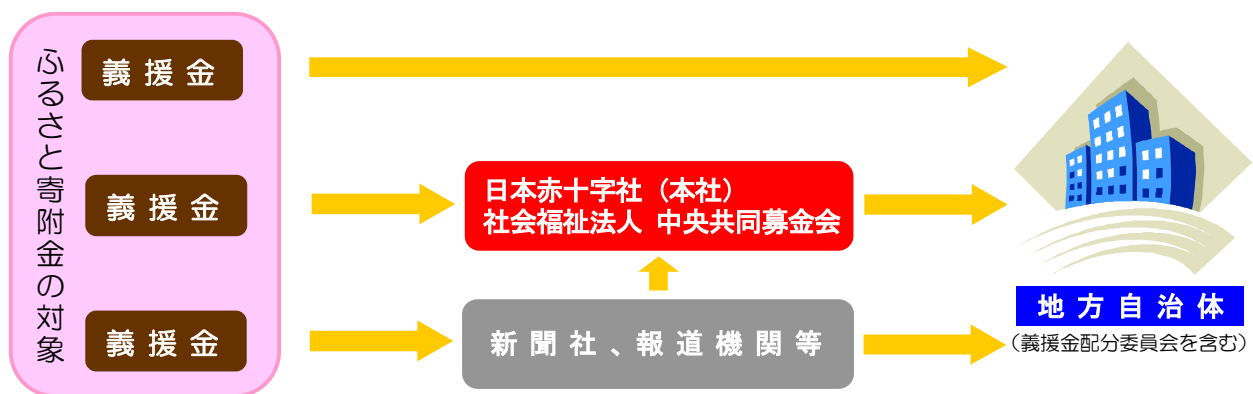 ふるさと寄附金の対象
義援金
義援金
日本赤十字社（本社）
社会福祉法人 中央共同募金会
義援金
新聞社、報道機関等
地方自治体
（義援金配分委員会を含む）